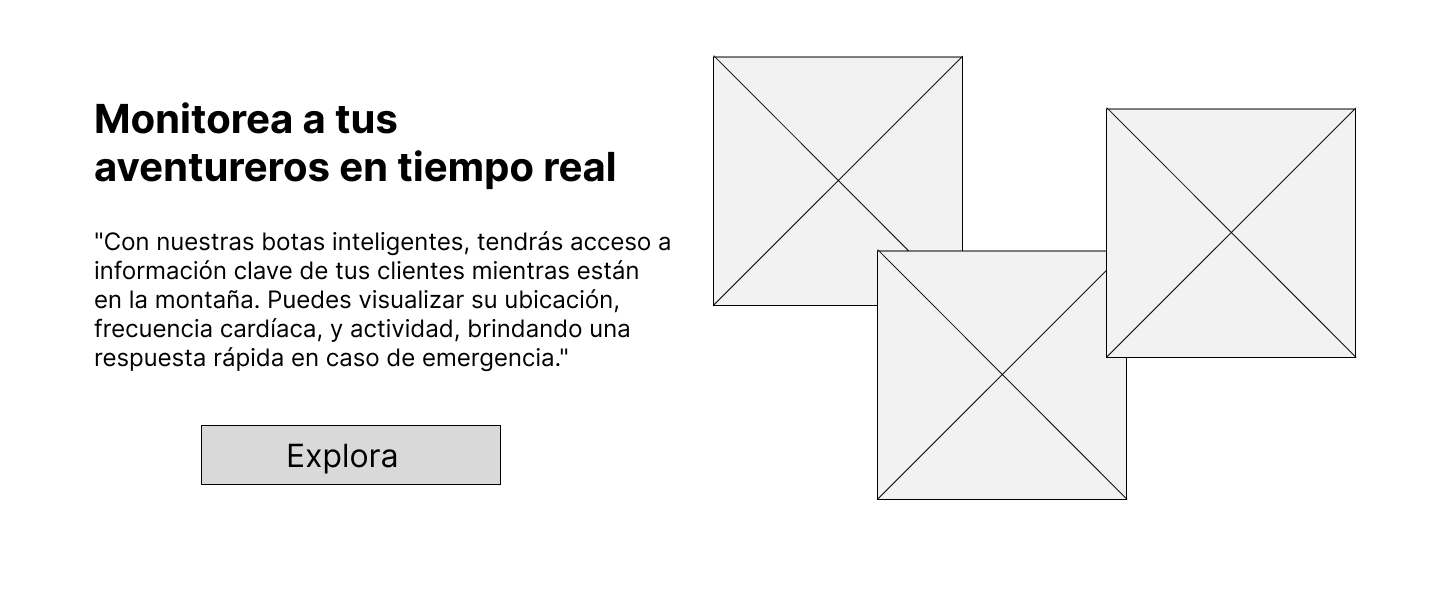 Monitorea a tus
aventureros en tiempo real
"Con nuestras botas inteligentes, tendrás acceso a
información clave de tus clientes mientras están
en la montaña. Puedes visualizar su ubicación,
frecuencia cardíaca, y actividad, brindando una
respuesta rápida en caso de emergencia."
Explora